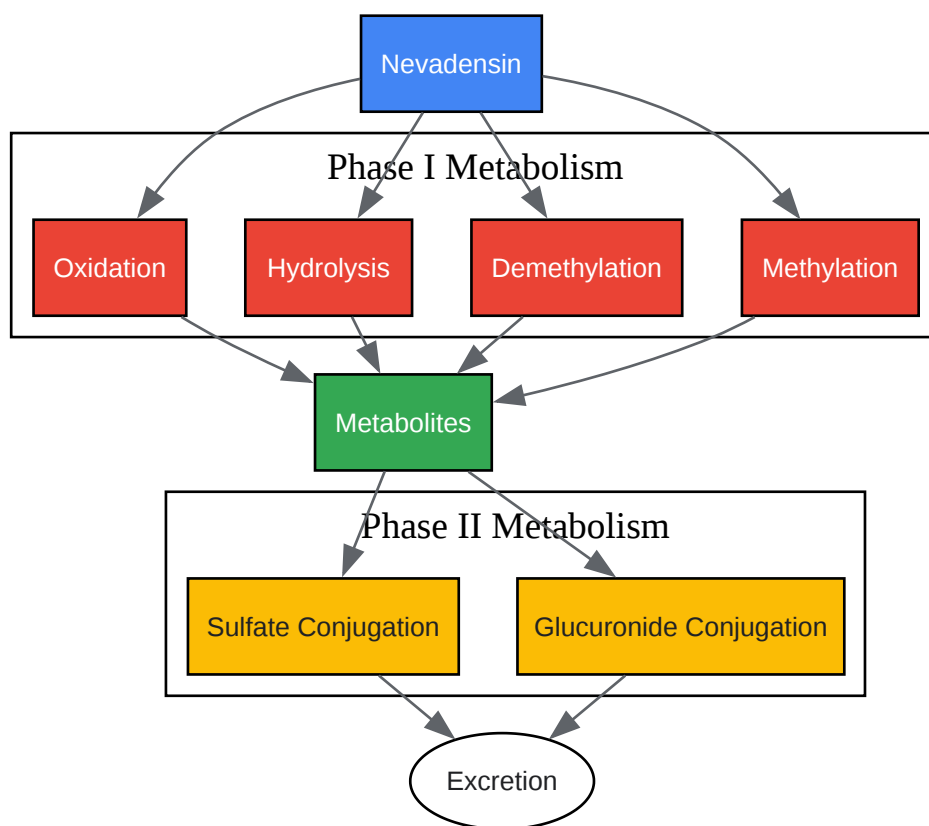 Nevadensin
Phase I Metabolism
Oxidation
Hydrolysis
Demethylation
Methylation
Metabolites
Phase II Metabolism
Sulfate Conjugation
Glucuronide Conjugation
Excretion